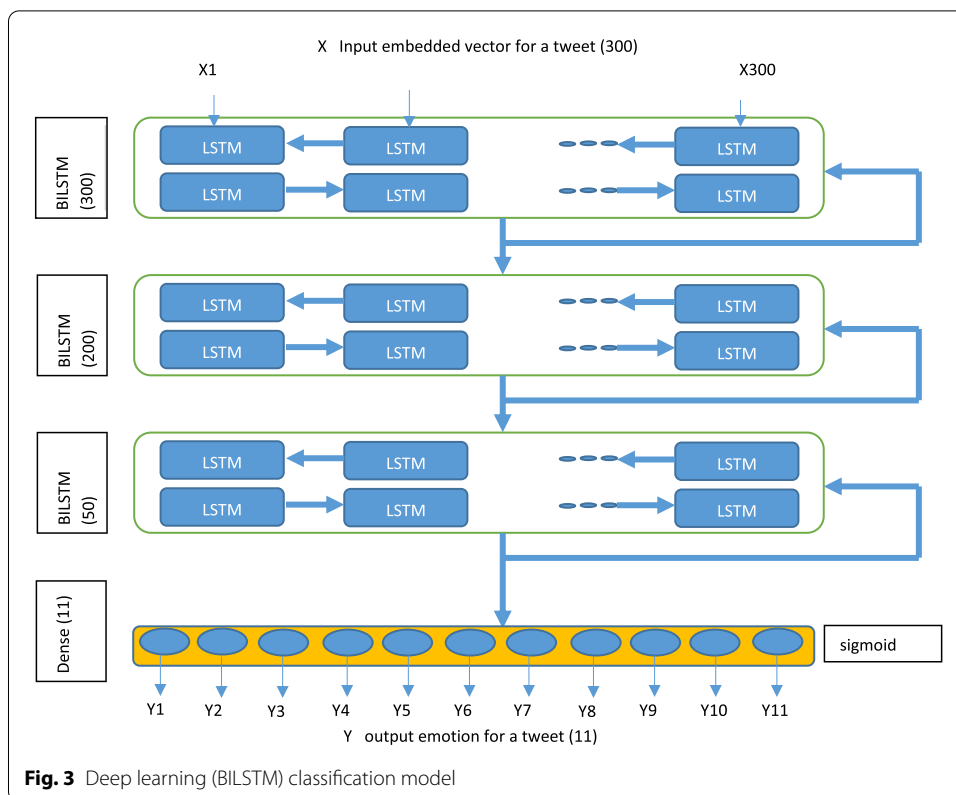 X Input embedded vector for a tweet (300)
X1
X300
BILSTM
(300)
LSTM
LSTM
LSTM
LSTM
LSTM
LSTM
BILSTM
(200)
LSTM
LSTM
LSTM
LSTM
LSTM
LSTM
BILSTM
(50)
LSTM
LSTM
LSTM
LSTM
LSTM
LSTM
Dense (11)
sigmoid
Y1 Y2 Y3 Y4 Y5 Y6 Y7 Y8 Y9 Y10 Y11
Y output emotion for a tweet (11)
Fig. 3 Deep learning (BILSTM) classification model